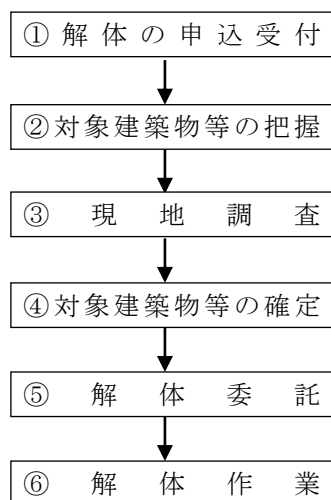 ①解体の申込受付
②対象建築物等の把握
③現地調査
④対象建築物等の確定
⑤解体委託
⑥解体作業